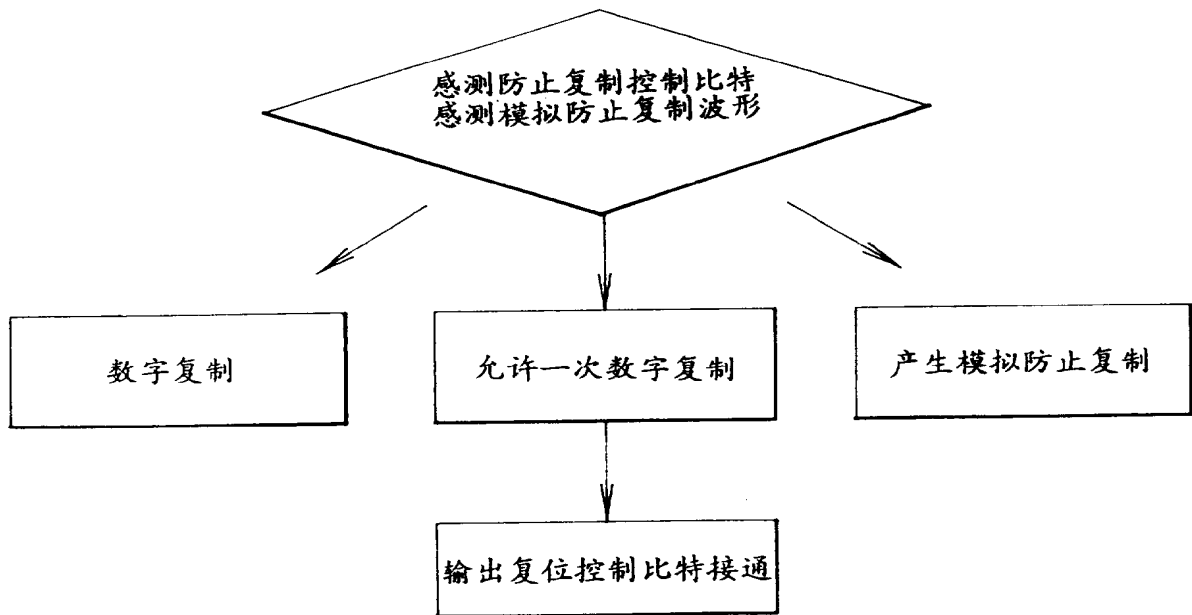 感测防止复制控制比特
感测模拟防止复制波形
数字复制
允许一次数字复制
产生模拟防止复制
输出复位控制比特接通